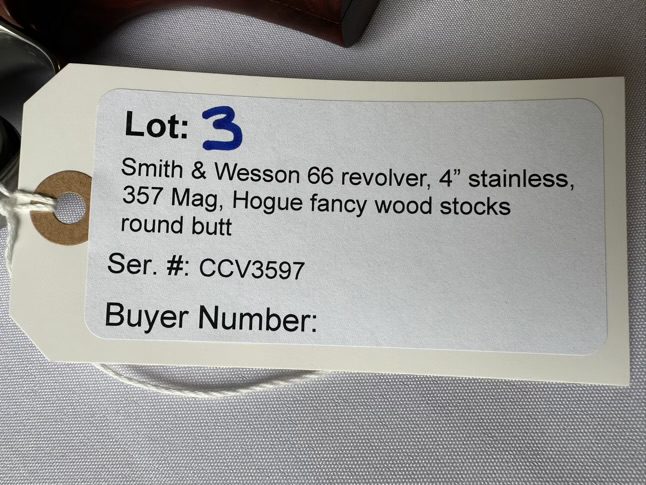 Lot: 3
Smith & Wesson 66 revolver, 4” stainless,
357 Mag, Hogue fancy wood stocks
round butt
Ser. #: CCV3597
Buyer Number: